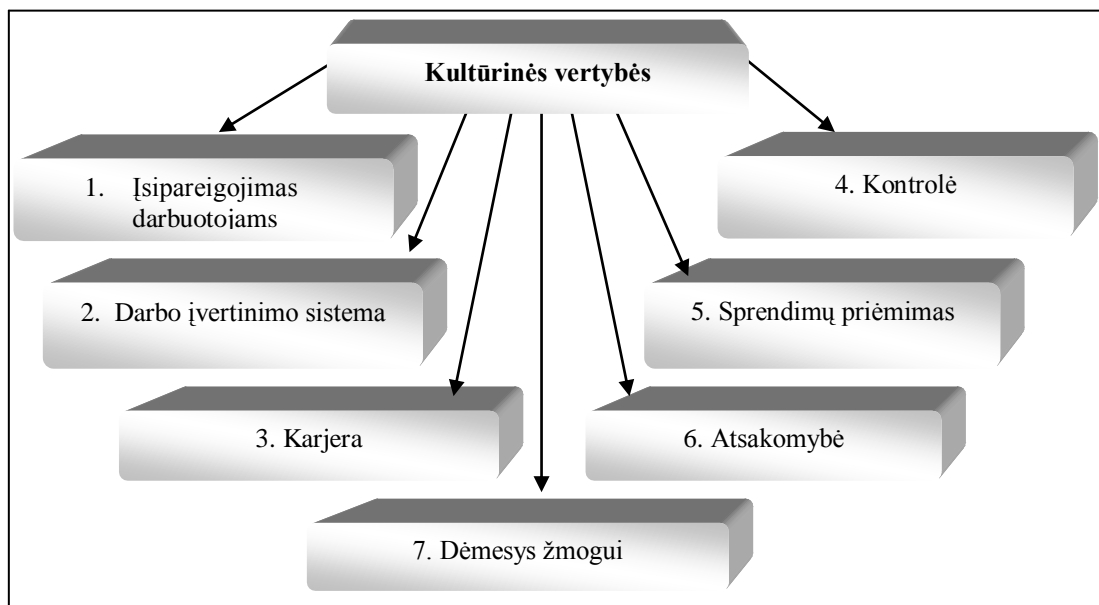 Kultūrinės vertybės
1. Įsipareigojimas
darbuotojams
2. Darbo įvertinimo sistema
3. Karjera
4. Kontrolė
5. Sprendimų priėmimas
6. Atsakomybė
7. Dėmesys žmogui